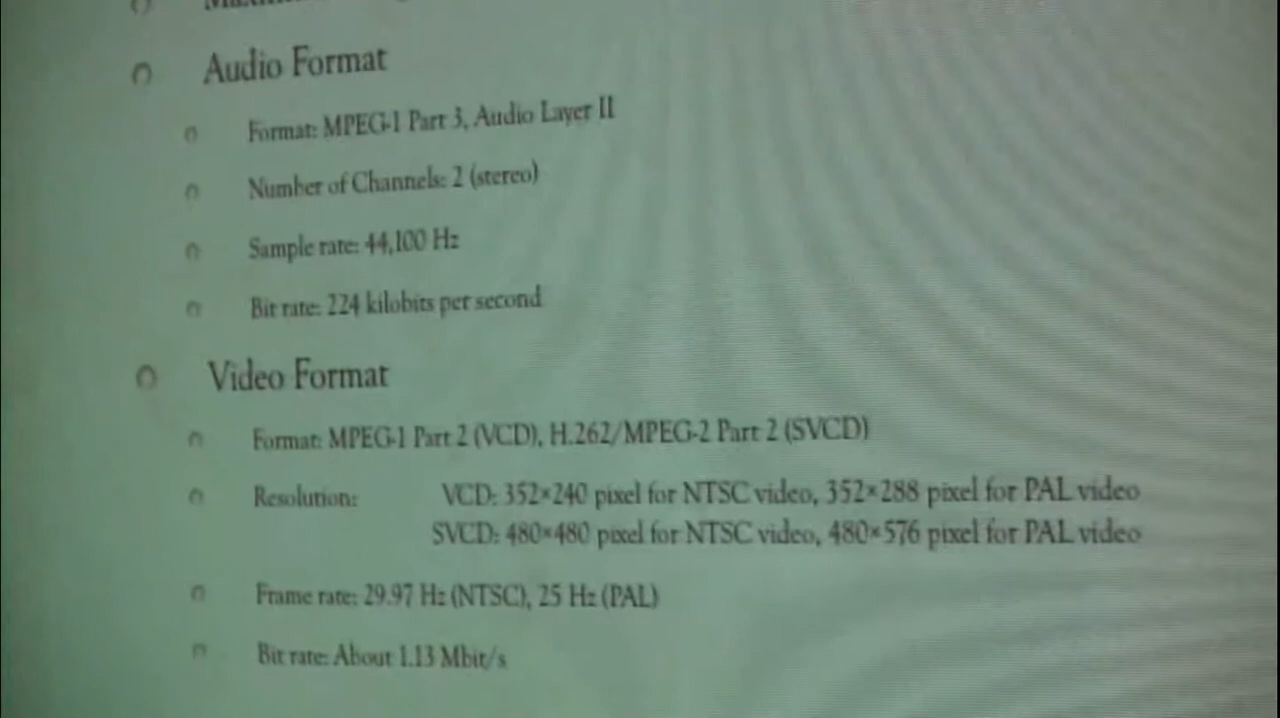 Audio Format
Format: MPEG-1 Part 3, Audio Layer II
Number of Channels: 2 (stereo)
Sample rate: 44,100 Hz
Bit rate: 224 kilobits per second
Video Format
Format: MPEG-1 Part 2 (VCD), H.262/MPEG-2 Part 2 (SVCD)
Resolution: VCD: 352×240 pixel for NTSC video, 352×288 pixel for PAL video
SVCD: 480×480 pixel for NTSC video, 480×576 pixel for PAL video
Frame rate: 29.97 Hz (NTSC), 25 Hz (PAL)
Bit rate: About 1.13 Mbit/s